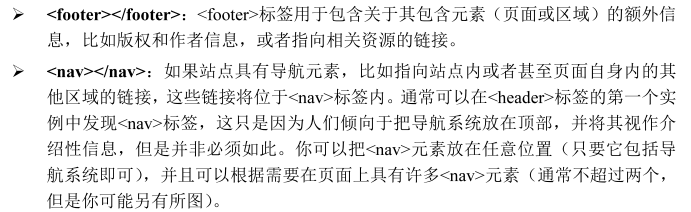 ➢ <footer></footer>：<footer>标签用于包含关于其包含元素（页面或区域）的额外信
息，比如版权和作者信息，或者指向相关资源的链接。
➢ <nav></nav>：如果站点具有导航元素，比如指向站点内或者甚至页面自身内的其
他区域的链接，这些链接将位于<nav>标签内。通常可以在<header>标签的第一个实
例中发现<nav>标签，这只是因为人们倾向于把导航系统放在顶部，并将其视作介
绍性信息，但是并非必须如此。你可以把<nav>元素放在任意位置（只要它包括导
航系统即可），并且可以根据需要在页面上具有许多<nav>元素（通常不超过两个，
但是你可能另有所图）。